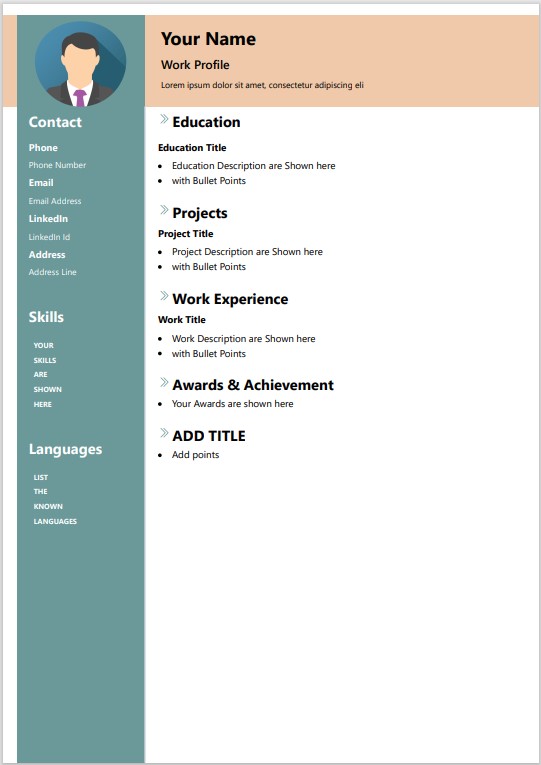 Your Name
Work Profile
Lorem ipsum dolor sit amet, consectetur adipiscing eli
Contact
Phone
Phone Number
Email
Email Address
LinkedIn
LinkedIn Id
Address
Address Line
Skills
YOUR
SKILLS
ARE
SHOWN
HERE
Languages
LIST
THE
KNOWN
LANGUAGES
Education
Education Title
• Education Description are Shown here
• with Bullet Points
Projects
Project Title
• Project Description are Shown here
• with Bullet Points
Work Experience
Work Title
• Work Description are Shown here
• with Bullet Points
Awards & Achievement
• Your Awards are shown here
ADD TITLE
• Add points